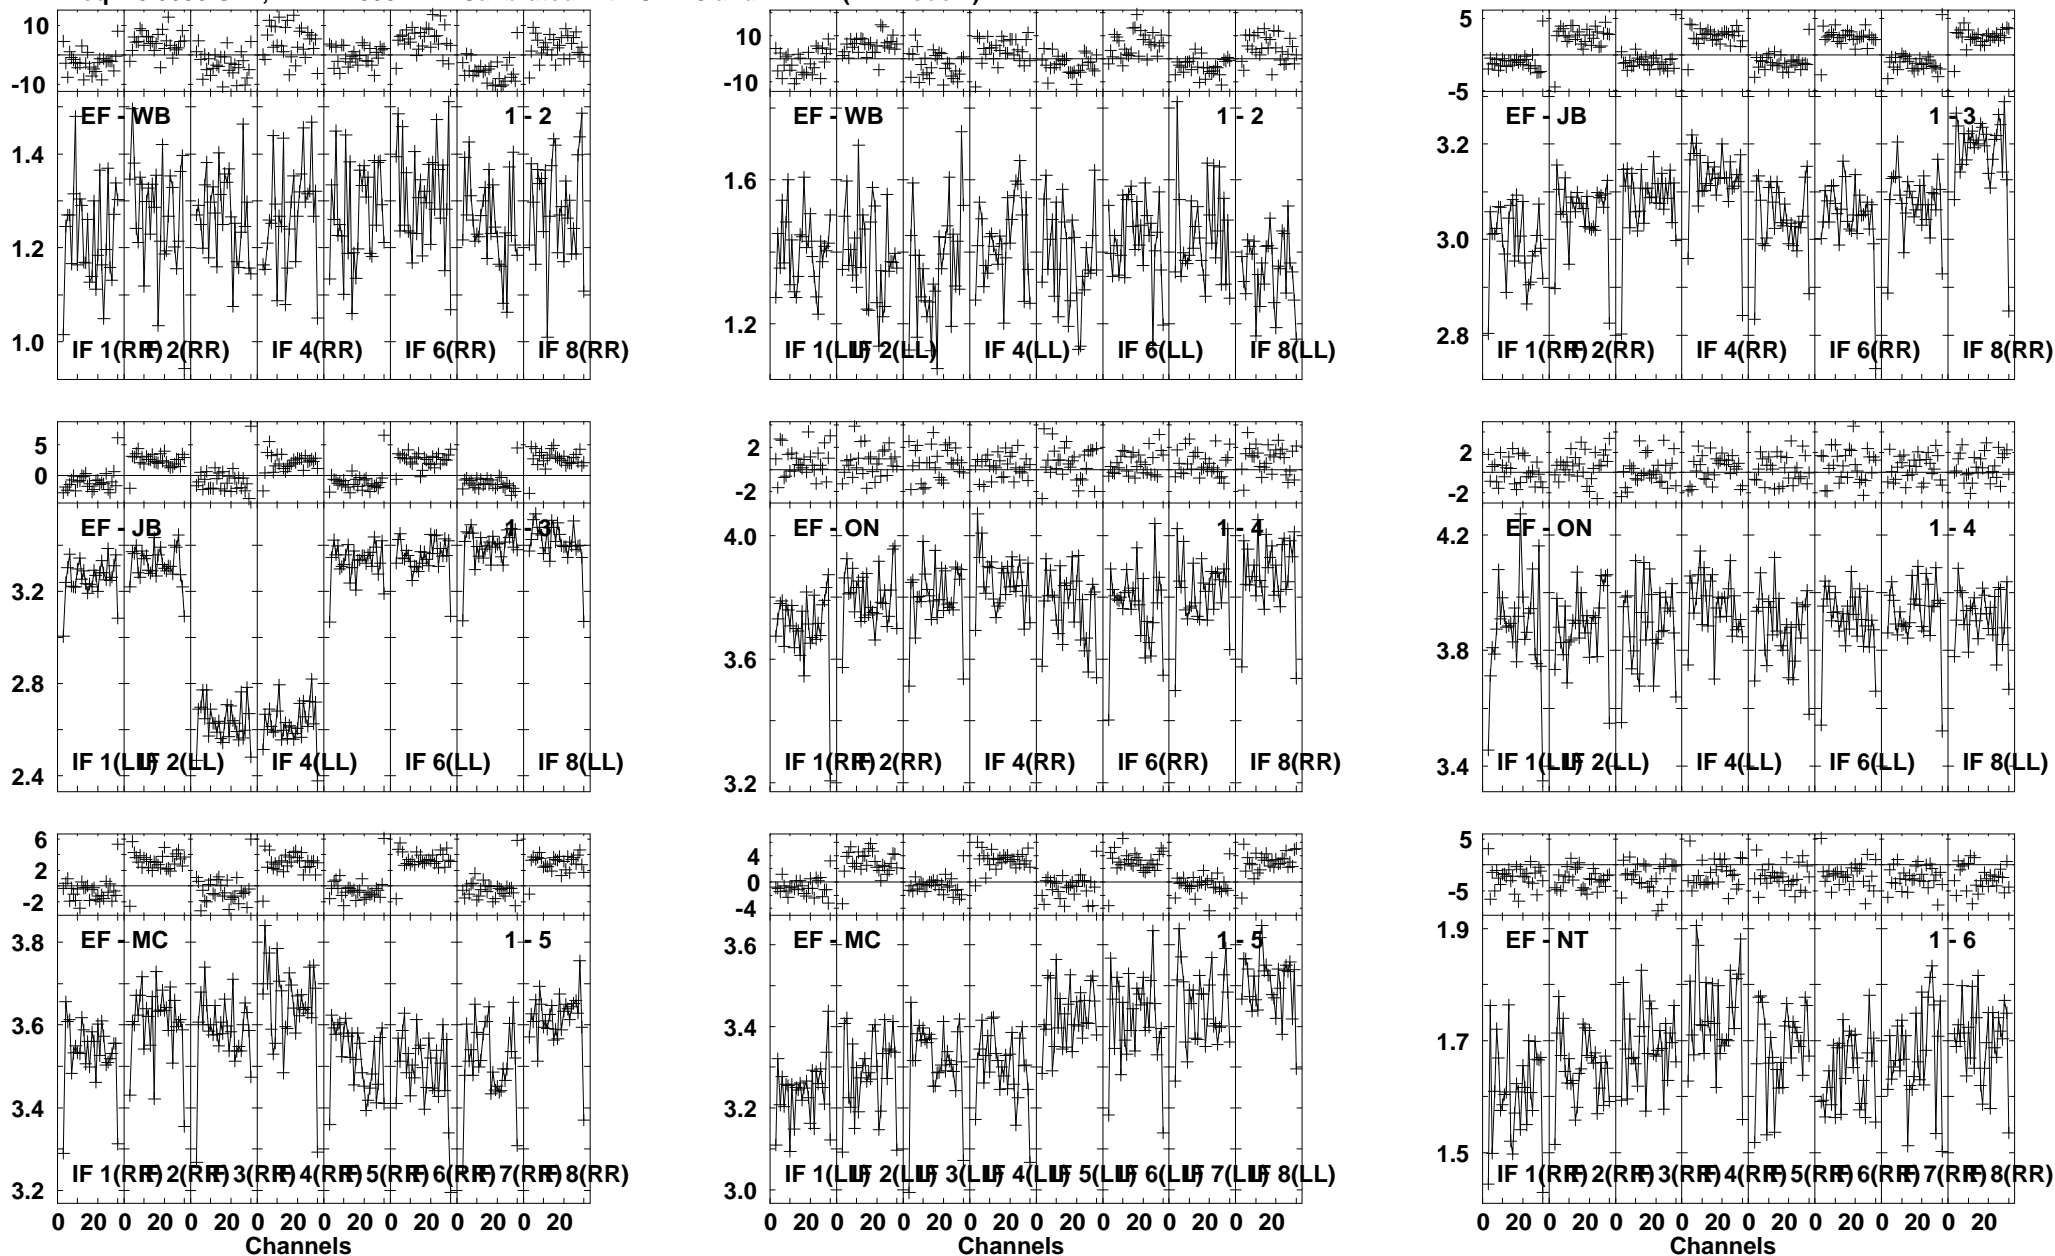 10
-10
EF - WB
1 - 2
1.4
1.2
1.0
IF 1(RR)
IF 2(RR)
IF 4(RR)
IF 6(RR)
IF 8(RR)
10
-10
EF - WB
1 - 2
1.6
1.2
IF 1(LL)
IF 2(LL)
IF 4(LL)
IF 6(LL)
IF 8(LL)
5
-5
EF - JB
1 - 3
3.2
3.0
2.8
IF 1(RR)
IF 2(RR)
IF 4(RR)
IF 6(RR)
IF 8(RR)
5
0
EF - JB
1 - 3
3.2
2.8
2.4
IF 1(LL)
IF 2(LL)
IF 4(LL)
IF 6(LL)
IF 8(LL)
2
-2
EF - ON
1 - 4
4.0
3.6
3.2
IF 1(RR)
IF 2(RR)
IF 4(RR)
IF 6(RR)
IF 8(RR)
2
-2
EF - ON
1 - 4
4.2
3.8
3.4
IF 1(LL)
IF 2(LL)
IF 4(LL)
IF 6(LL)
IF 8(LL)
6
2
-2
EF - MC
1 - 5
3.8
3.6
3.4
3.2
IF 1(RR)
IF 2(RR)
IF 3(RR)
IF 4(RR)
IF 5(RR)
IF 6(RR)
IF 7(RR)
IF 8(RR)
0 20 0 20 0 20 0 20 0 20 0 20 0 20 0 20
Channels
4
0
-4
EF - MC
1 - 5
3.6
3.4
3.2
3.0
IF 1(LL)
IF 2(LL)
IF 3(LL)
IF 4(LL)
IF 5(LL)
IF 6(LL)
IF 7(LL)
IF 8(LL)
0 20 0 20 0 20 0 20 0 20 0 20 0 20 0 20
Channels
5
-5
EF - NT
1 - 6
1.9
1.7
1.5
IF 1(RR)
IF 2(RR)
IF 3(RR)
IF 4(RR)
IF 5(RR)
IF 6(RR)
IF 7(RR)
IF 8(RR)
0 20 0 20 0 20 0 20 0 20 0 20 0 20 0 20
Channels